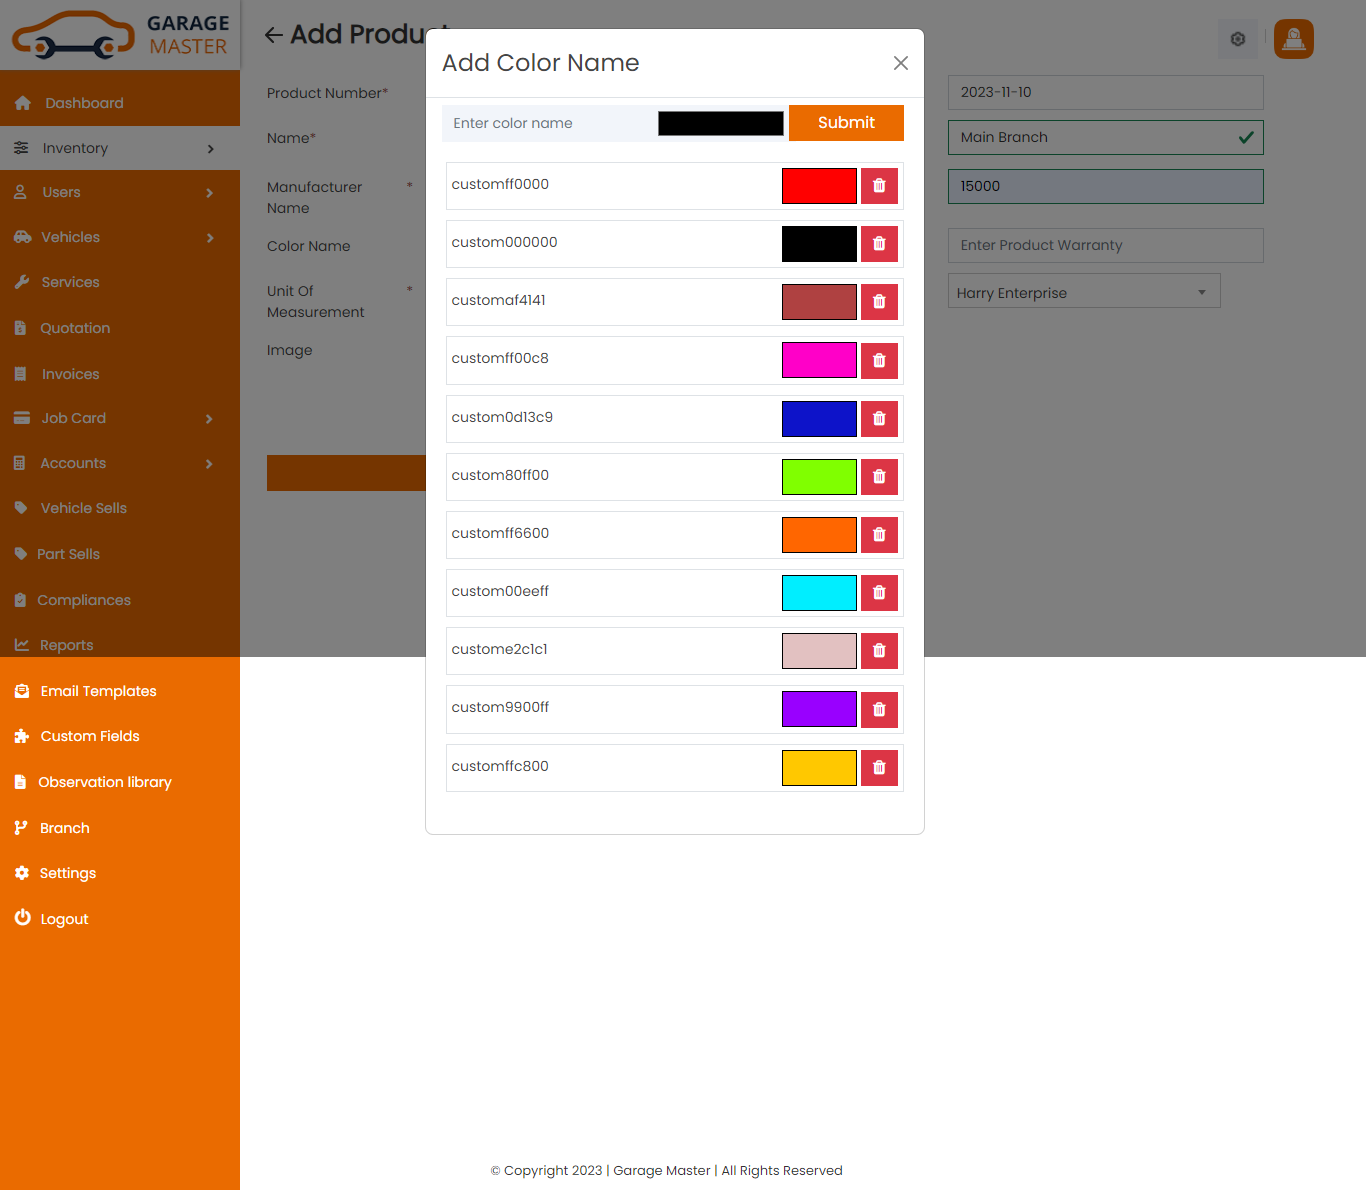 GARAGE
MASTER
Dashboard
Inventory
Users
Vehicles
Services
Quotation
Invoices
Job Card
Accounts
Vehicle Sells
Part Sells
Compliances
Reports
Email Templates
Custom Fields
Observation library
Branch
Settings
Logout
← Add Product
Product Number*
Name*
Manufacturer *
Name
Color Name
Unit Of *
Measurement
Image
Add Color Name
Enter color name
Submit
customff0000
custom000000
customaf4141
customff00c8
custom0d13c9
custom80ff00
customff6600
custom00eeff
custome2c1c1
custom9900ff
customffc800
2023-11-10
Main Branch
15000
Enter Product Warranty
Harry Enterprise
© Copyright 2023 | Garage Master | All Rights Reserved